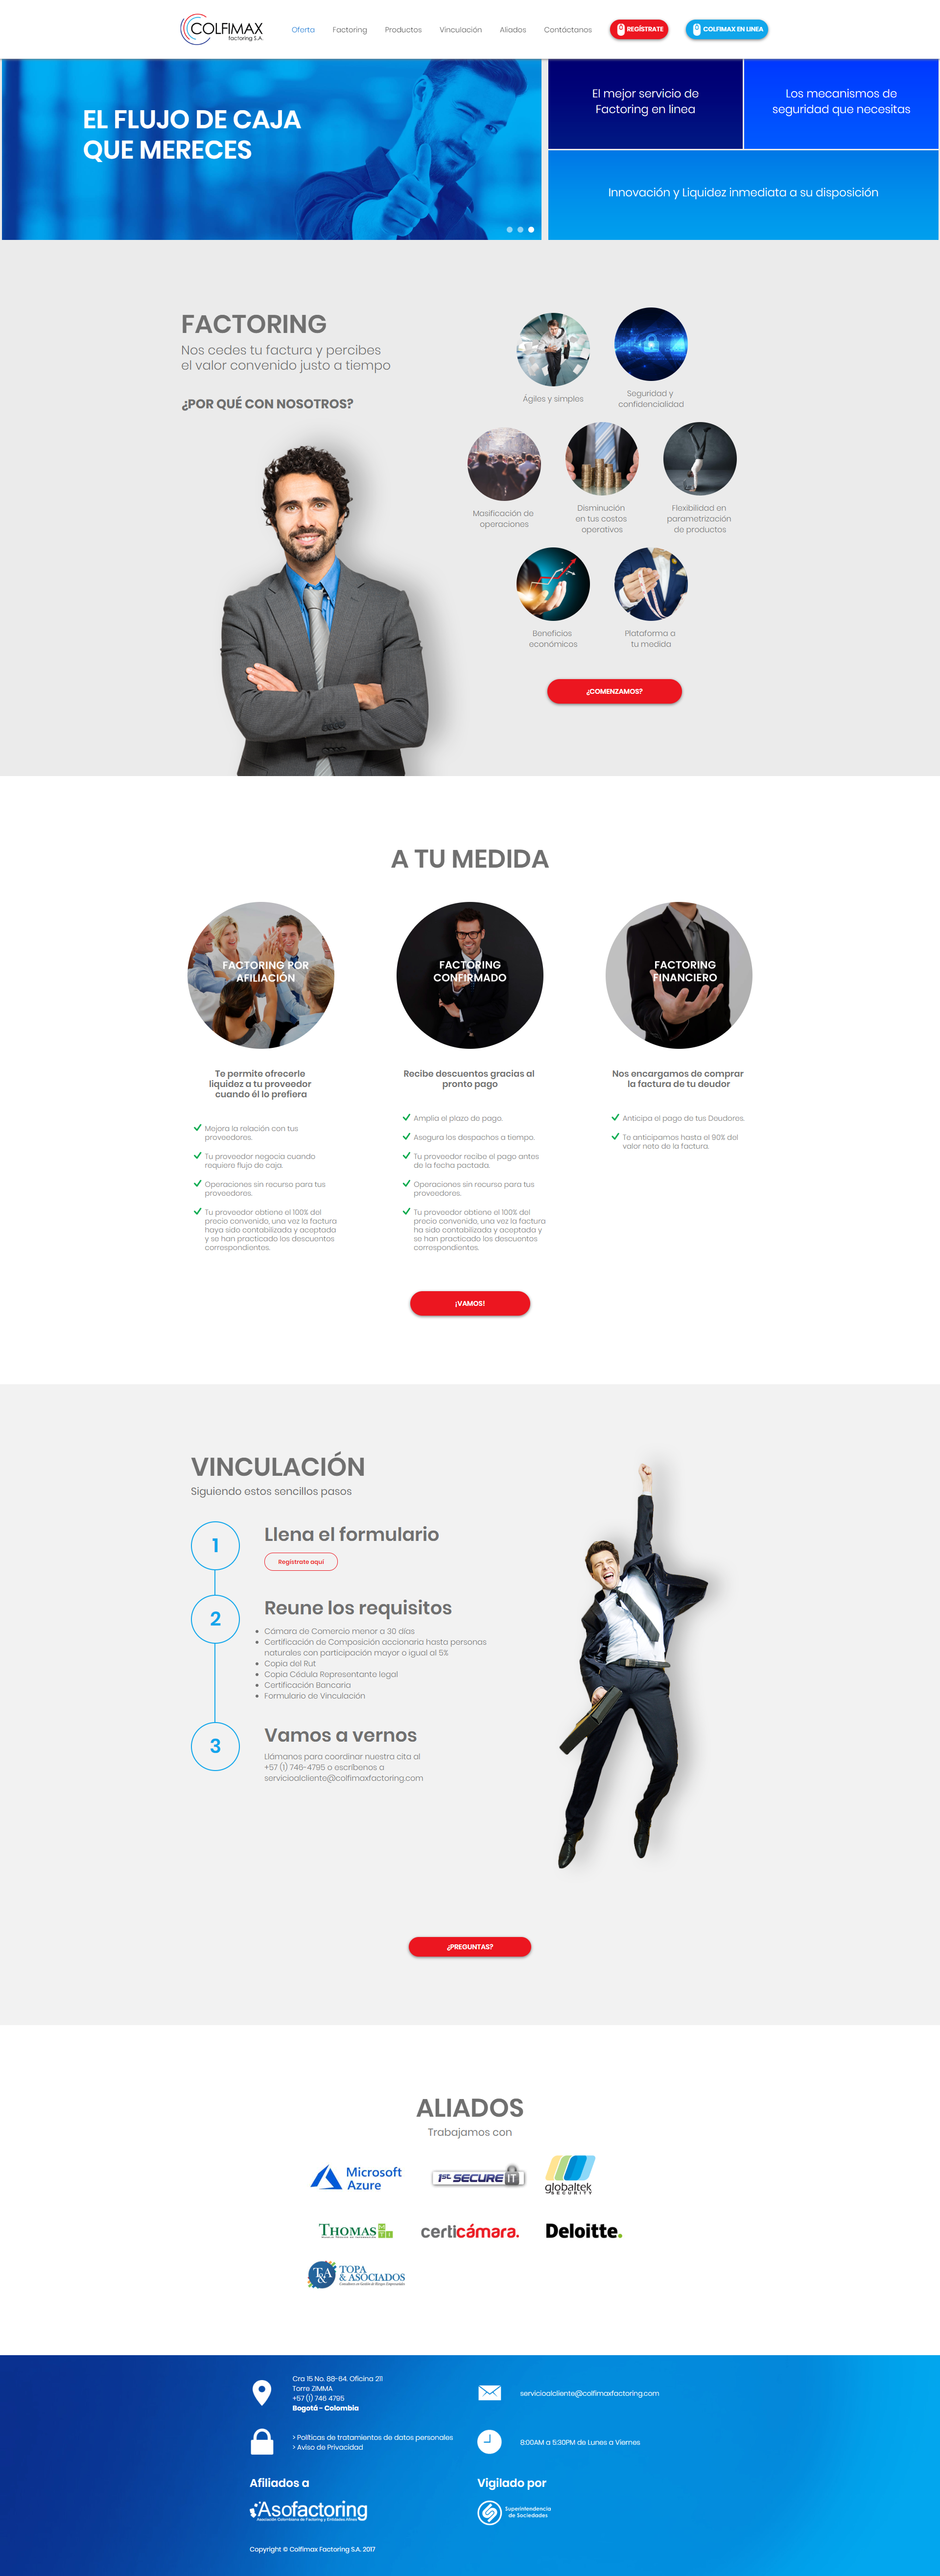 COLFIMAX
factoring S.A.
Oferta
Factoring
Productos
Vinculación
Aliados
Contáctanos
REGÍSTRATE
COLFIMAX EN LINEA
EL FLUJO DE CAJA
QUE MERECES
El mejor servicio de
Factoring en linea
Los mecanismos de
seguridad que necesitas
Innovación y Liquidez inmediata a su disposición
FACTORING
Nos cedes tu factura y percibes
el valor convenido justo a tiempo
¿POR QUÉ CON NOSOTROS?
Ágiles y simples
Seguridad y
confidencialidad
Masificación de
operaciones
Disminución
en tus costos
operativos
Flexibilidad en
parametrización
de productos
Beneficios
económicos
Plataforma a
tu medida
¿COMENZAMOS?
A TU MEDIDA
FACTORING POR
AFILIACIÓN
Te permite ofrecerle
liquidez a tu proveedor
cuando él lo prefiera
Mejora la relación con tus
proveedores.
Tu proveedor negocia cuando
requiere flujo de caja.
Operaciones sin recurso para tus
proveedores.
Tu proveedor obtiene el 100% del
precio convenido, una vez la factura
haya sido contabilizada y aceptada
y se han practicado los descuentos
correspondientes.
FACTORING
CONFIRMADO
Recibe descuentos gracias al
pronto pago
Amplia el plazo de pago.
Asegura los despachos a tiempo.
Tu proveedor recibe el pago antes
de la fecha pactada.
Operaciones sin recurso para tus
proveedores.
Tu proveedor obtiene el 100% del
precio convenido, una vez la factura
ha sido contabilizada y aceptada y
se han practicado los descuentos
correspondientes.
FACTORING
FINANCIERO
Nos encargamos de comprar
la factura de tu deudor
Anticipa el pago de tus Deudores.
Te anticipamos hasta el 90% del
valor neto de la factura.
¡VAMOS!
VINCULACIÓN
Siguiendo estos sencillos pasos
1
Llena el formulario
Regístrate aquí
2
Reune los requisitos
Cámara de Comercio menor a 30 días
Certificación de Composición accionaria hasta personas
naturales con participación mayor o igual al 5%
Copia del Rut
Copia Cédula Representante legal
Certificación Bancaria
Formulario de Vinculación
3
Vamos a vernos
Llámanos para coordinar nuestra cita al
+57 (1) 746-4795 o escríbenos a
servicioalcliente@colfimaxfactoring.com
¿PREGUNTAS?
ALIADOS
Trabajamos con
Microsoft
Azure
1ST SECURE IT
globaltek
SECURITY
THOMAS MTI
certicámara.
Deloitte.
T&A TOPA
& ASOCIADOS
Cra 15 No. 88-64. Oficina 211
Torre ZIMMA
+57 (1) 746 4795
Bogotá - Colombia
servicioalcliente@colfimaxfactoring.com
> Políticas de tratamientos de datos personales
> Aviso de Privacidad
8:00AM a 5:30PM de Lunes a Viernes
Afiliados a
Asofactoring
Asociación Colombiana de Factoring y Entidades Afines
Vigilado por
Superintendencia
de Sociedades
Copyright © Colfimax Factoring S.A. 2017